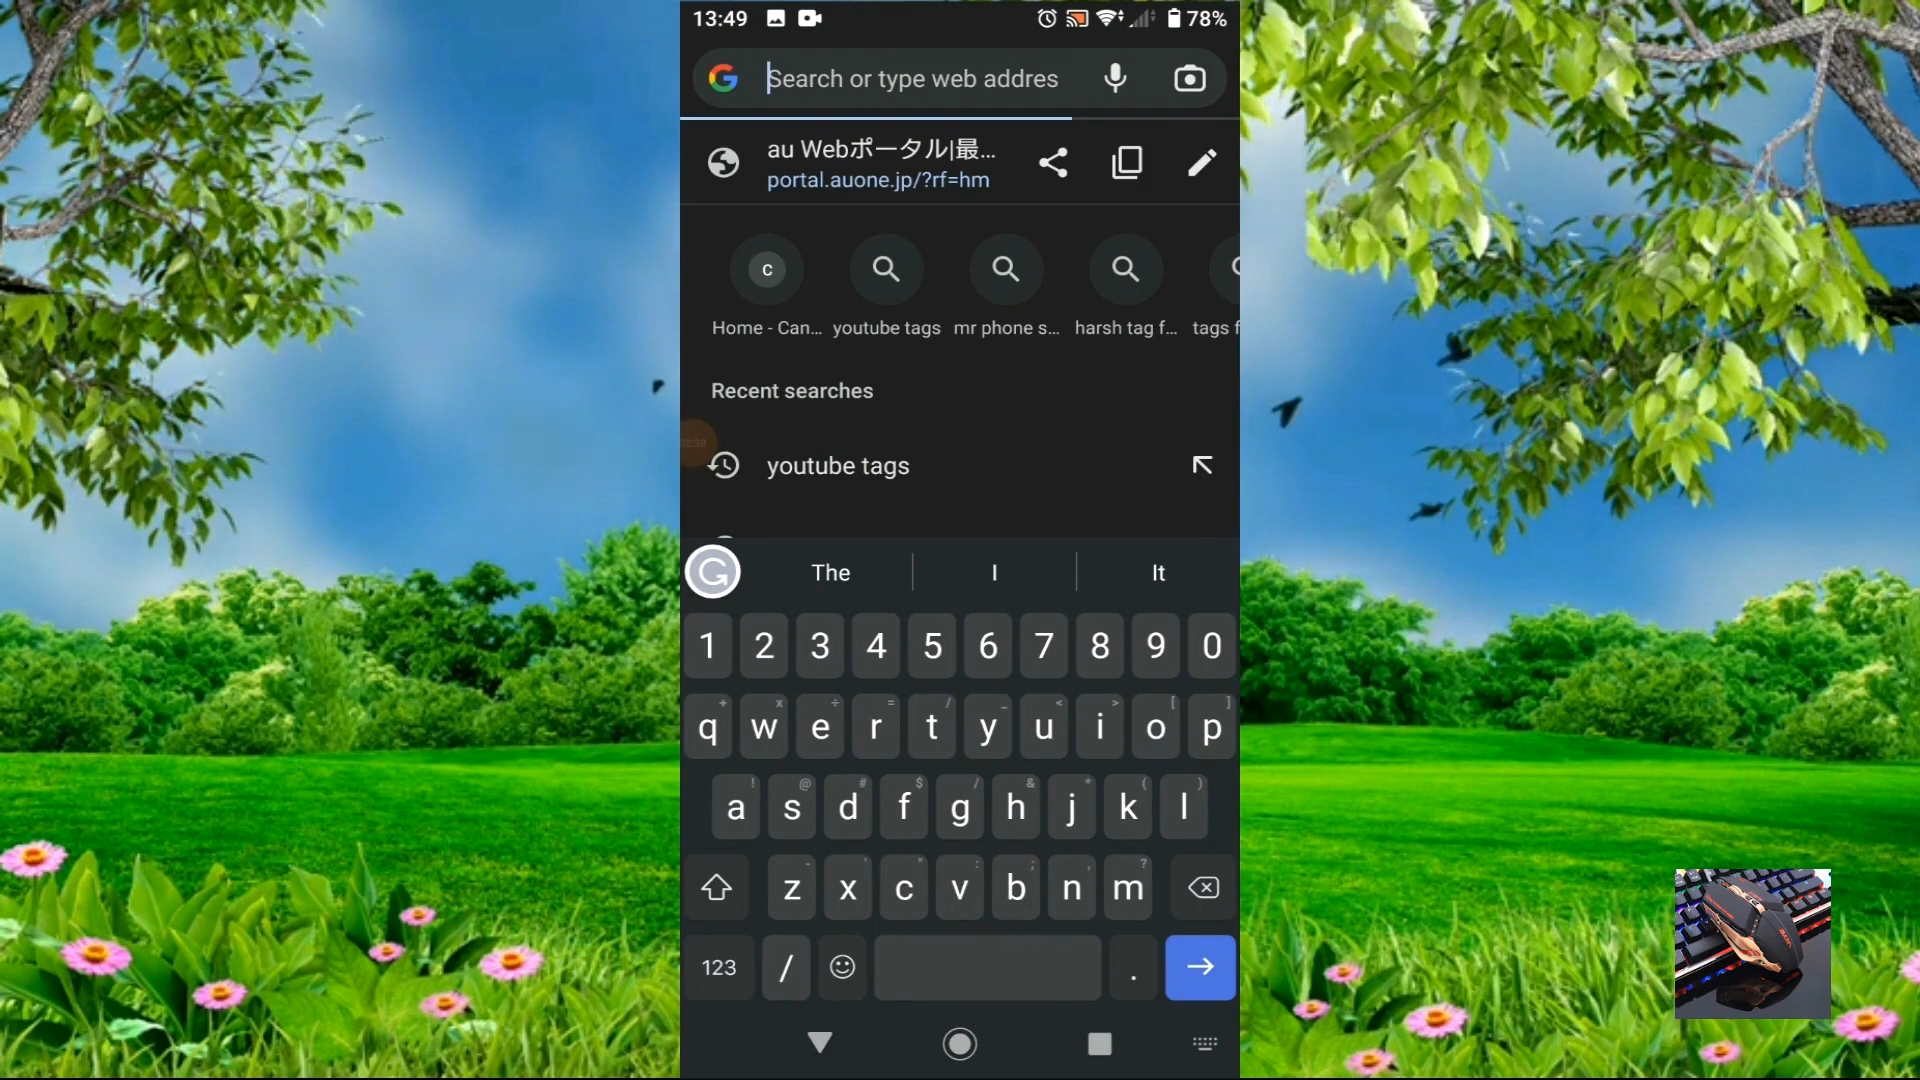 13:49
78%
Search or type web addres
au Webポータル|最...
portal.auone.jp/?rf=hm
c
Home - Can...
youtube tags
mr phone s...
harsh tag f...
tags f
Recent searches
02:38
youtube tags
The
I
It
1 2 3 4 5 6 7 8 9 0
q w e r t y u i o p
a s d f g h j k l
z x c v b n m
123 / .